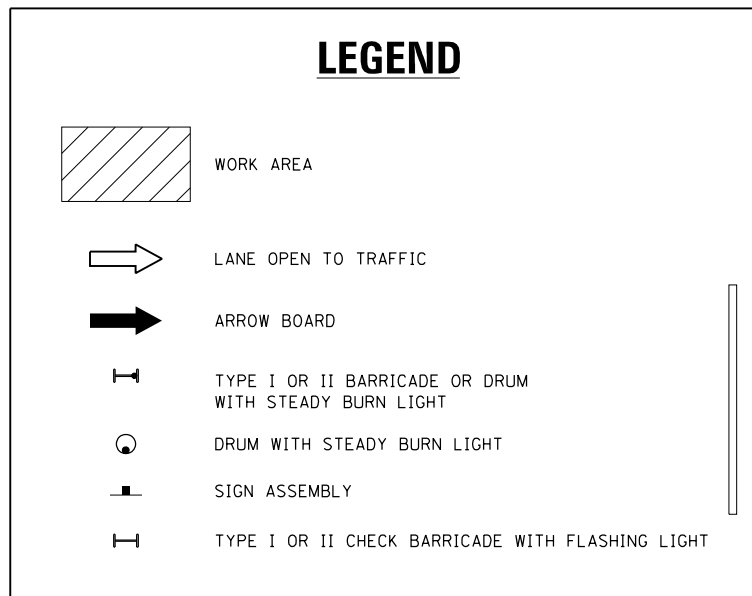 LEGEND
WORK AREA
LANE OPEN TO TRAFFIC
ARROW BOARD
TYPE I OR II BARRICADE OR DRUM
WITH STEADY BURN LIGHT
DRUM WITH STEADY BURN LIGHT
SIGN ASSEMBLY
TYPE I OR II CHECK BARRICADE WITH FLASHING LIGHT